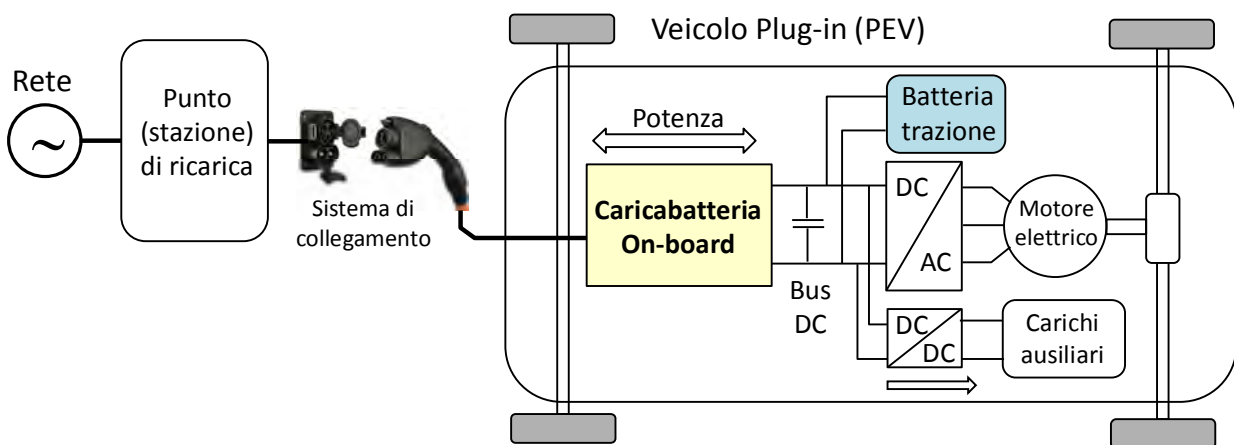 Veicolo Plug-in (PEV)
Rete
~
Punto
(stazione)
di ricarica
Sistema di
collegamento
Potenza
Caricabatteria
On-board
Batteria
trazione
DC
AC
Motore
elettrico
Bus
DC
DC
DC
Carichi
ausiliari